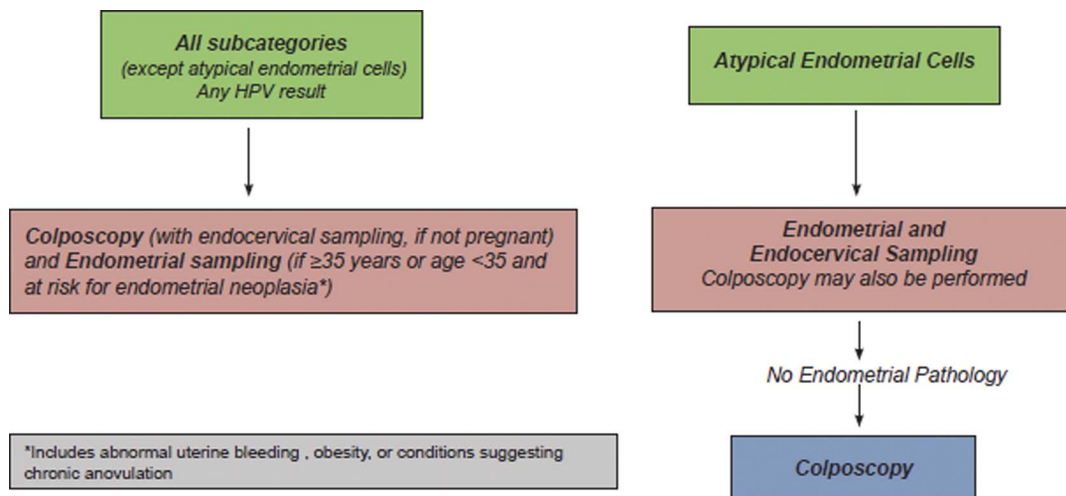 All subcategories
(except atypical endometrial cells)
Any HPV result
Colposcopy (with endocervical sampling, if not pregnant)
and Endometrial sampling (if ≥35 years or age <35 and
at risk for endometrial neoplasia*)
*Includes abnormal uterine bleeding , obesity, or conditions suggesting
chronic anovulation
Atypical Endometrial Cells
Endometrial and
Endocervical Sampling
Colposcopy may also be performed
No Endometrial Pathology
Colposcopy